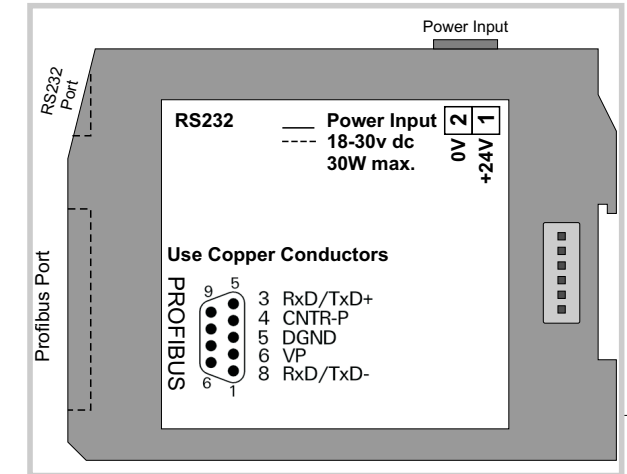 Power Input
RS232
Port
RS232
Power Input
18-30v dc
30W max.
2
1
0V
+24V
Use Copper Conductors
PROFIBUS
9
5
6
1
3 RxD/TxD+
4 CNTR-P
5 DGND
6 VP
8 RxD/TxD-
Profibus Port